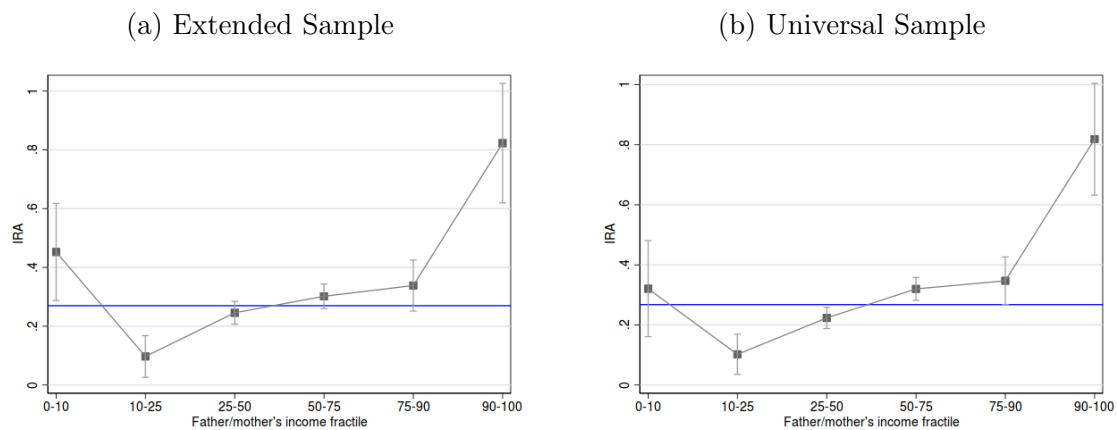 (a) Extended Sample
1
.8
.6
.4
.2
0
IRA
0-10 10-25 25-50 50-75 75-90 90-100
Father/mother's income fractile
(b) Universal Sample
1
.8
.6
.4
.2
0
IRA
0-10 10-25 25-50 50-75 75-90 90-100
Father/mother's income fractile